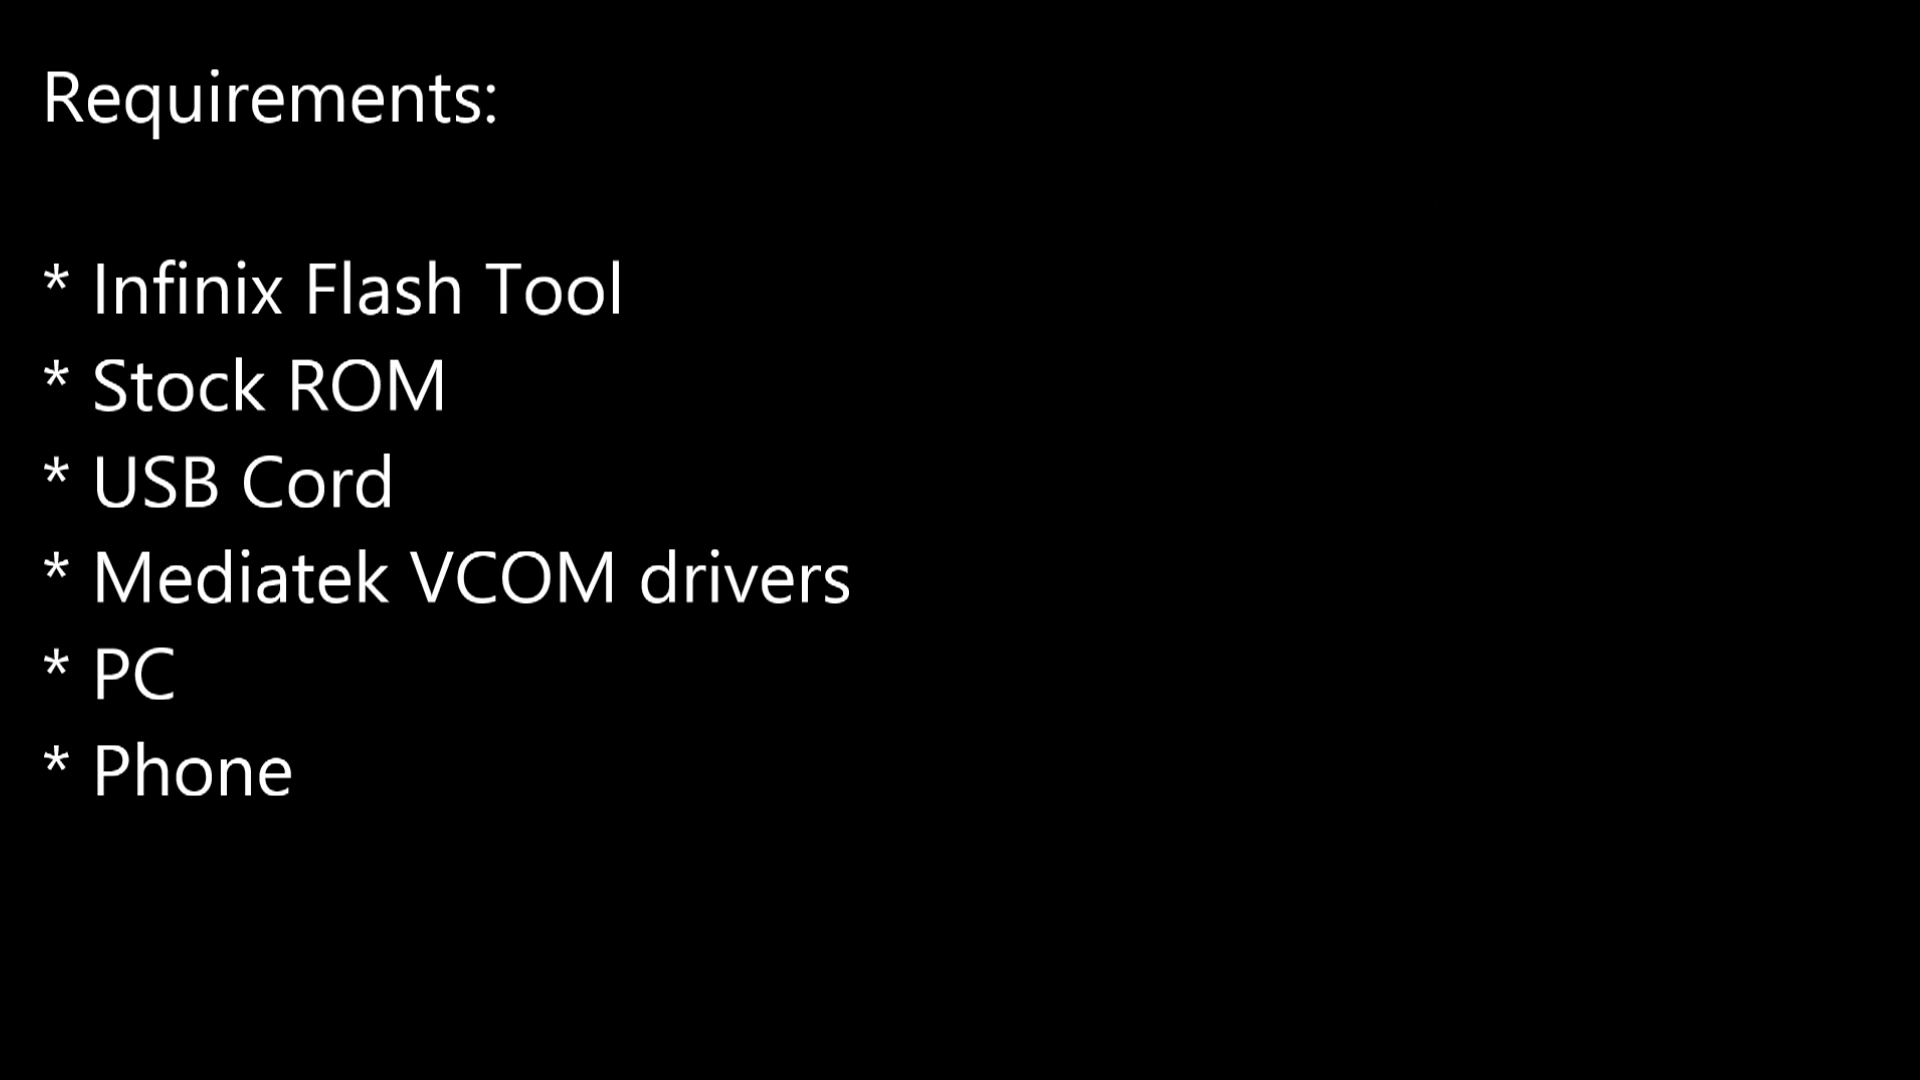 Requirements:
* Infinix Flash Tool
* Stock ROM
* USB Cord
* Mediatek VCOM drivers
* PC
* Phone